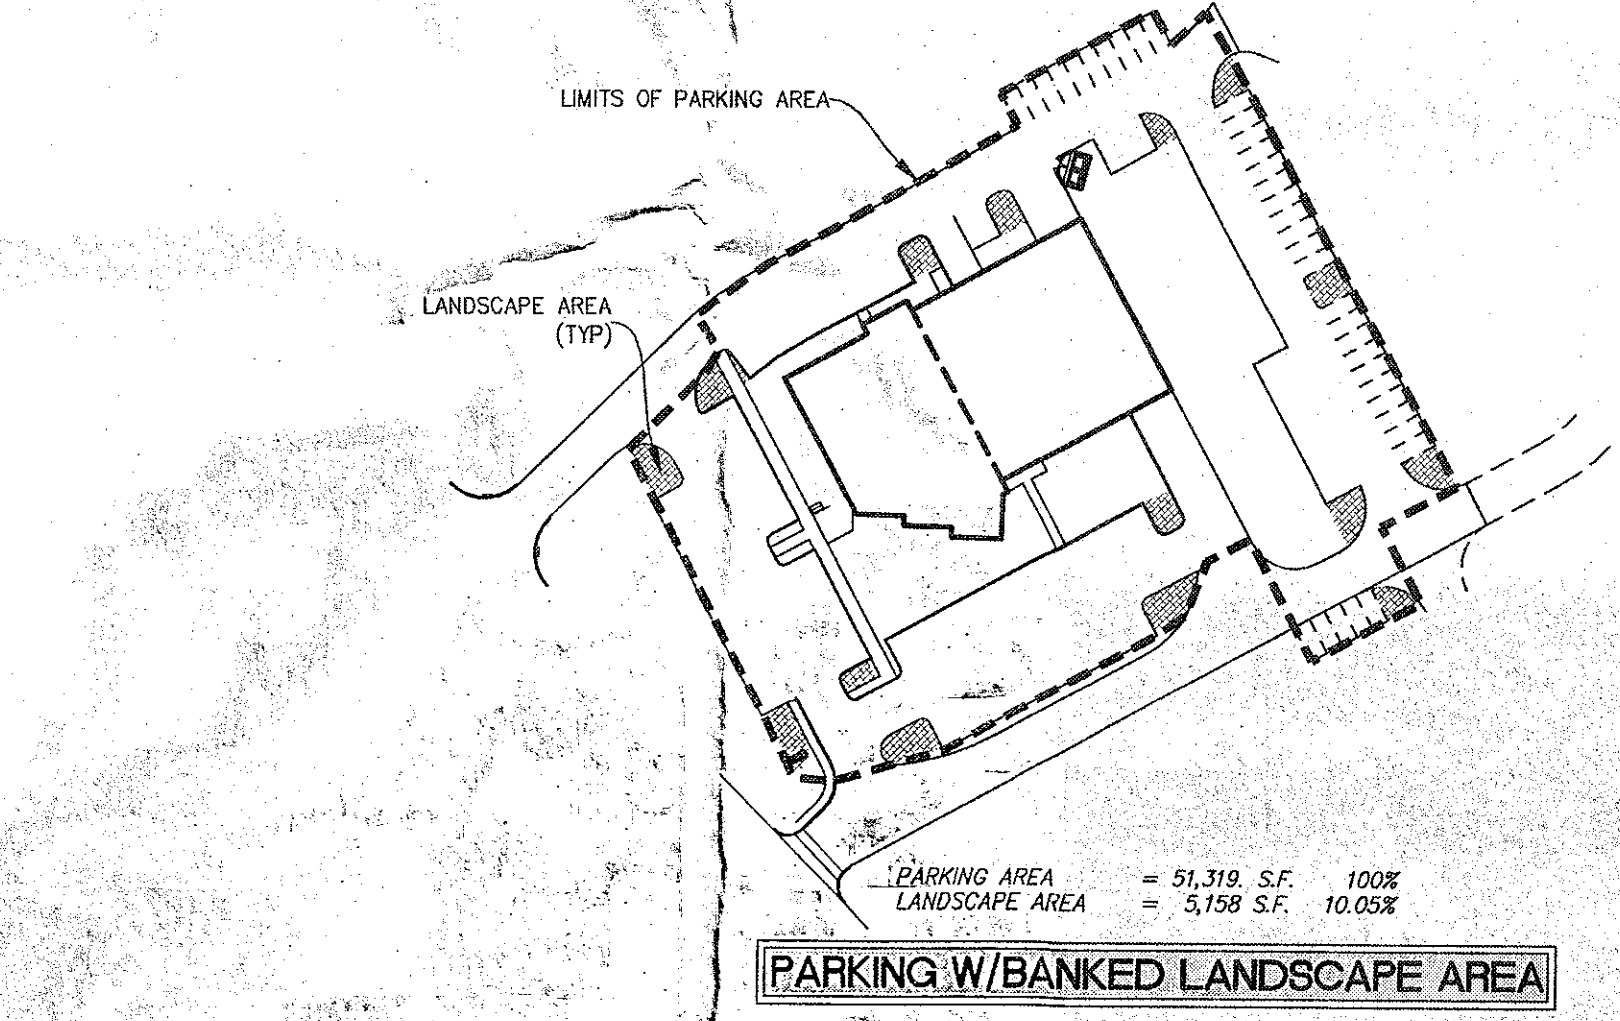 LIMITS OF PARKING AREA
LANDSCAPE AREA
(TYP)
PARKING AREA = 51,319. S.F. 100%
LANDSCAPE AREA = 5,158 S.F. 10.05%
PARKING W/BANKED LANDSCAPE AREA